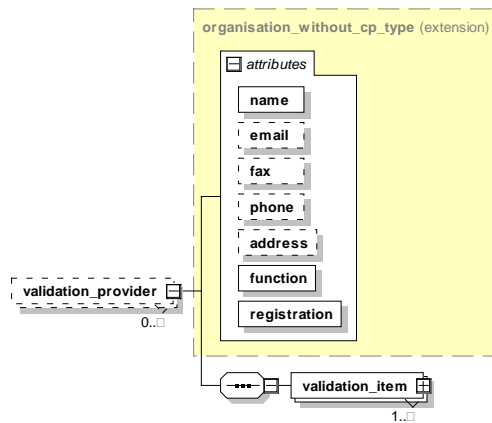 organisation_without_cp_type (extension)
attributes
name
email
fax
phone
address
function
registration
validation_provider
0..□
validation_item
1..□